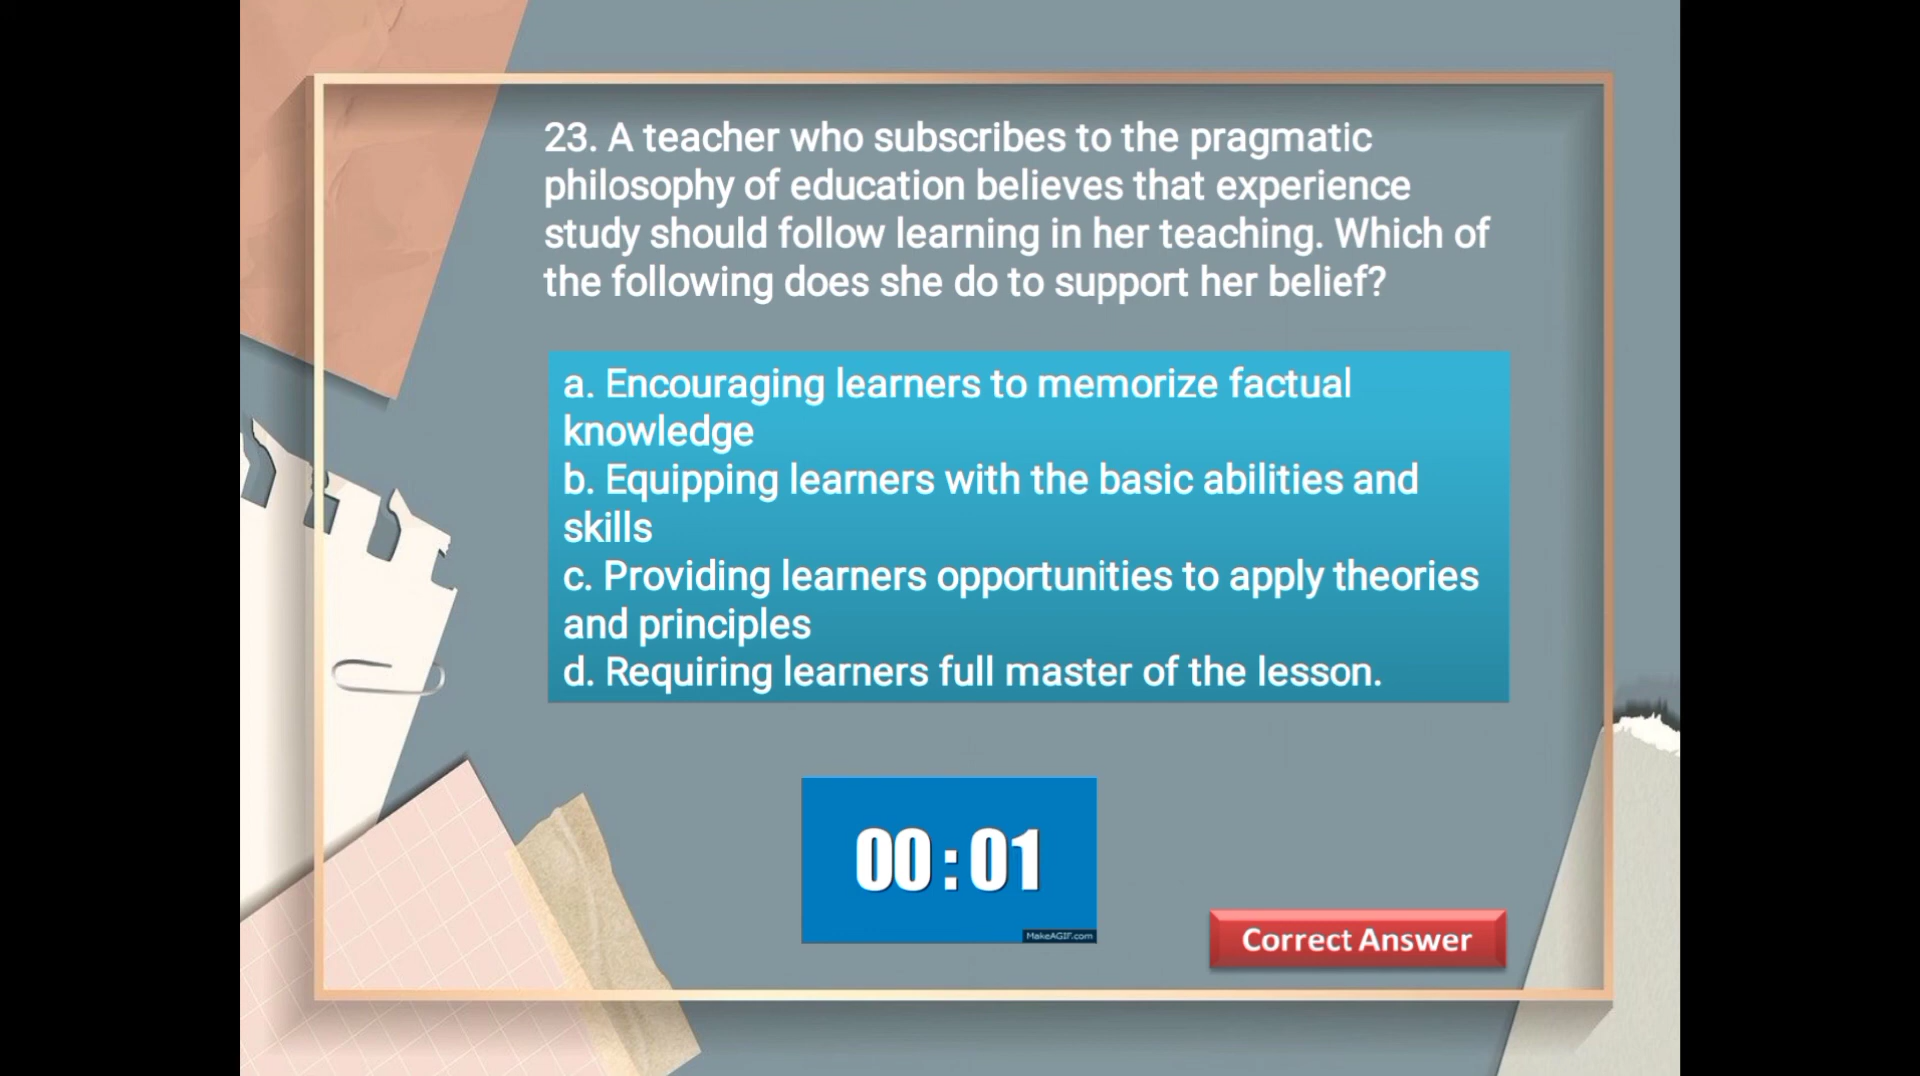 23. A teacher who subscribes to the pragmatic
philosophy of education believes that experience
study should follow learning in her teaching. Which of
the following does she do to support her belief?
a. Encouraging learners to memorize factual
knowledge
b. Equipping learners with the basic abilities and
skills
c. Providing learners opportunities to apply theories
and principles
d. Requiring learners full master of the lesson.
00:01
MakeAGIF.com
Correct Answer